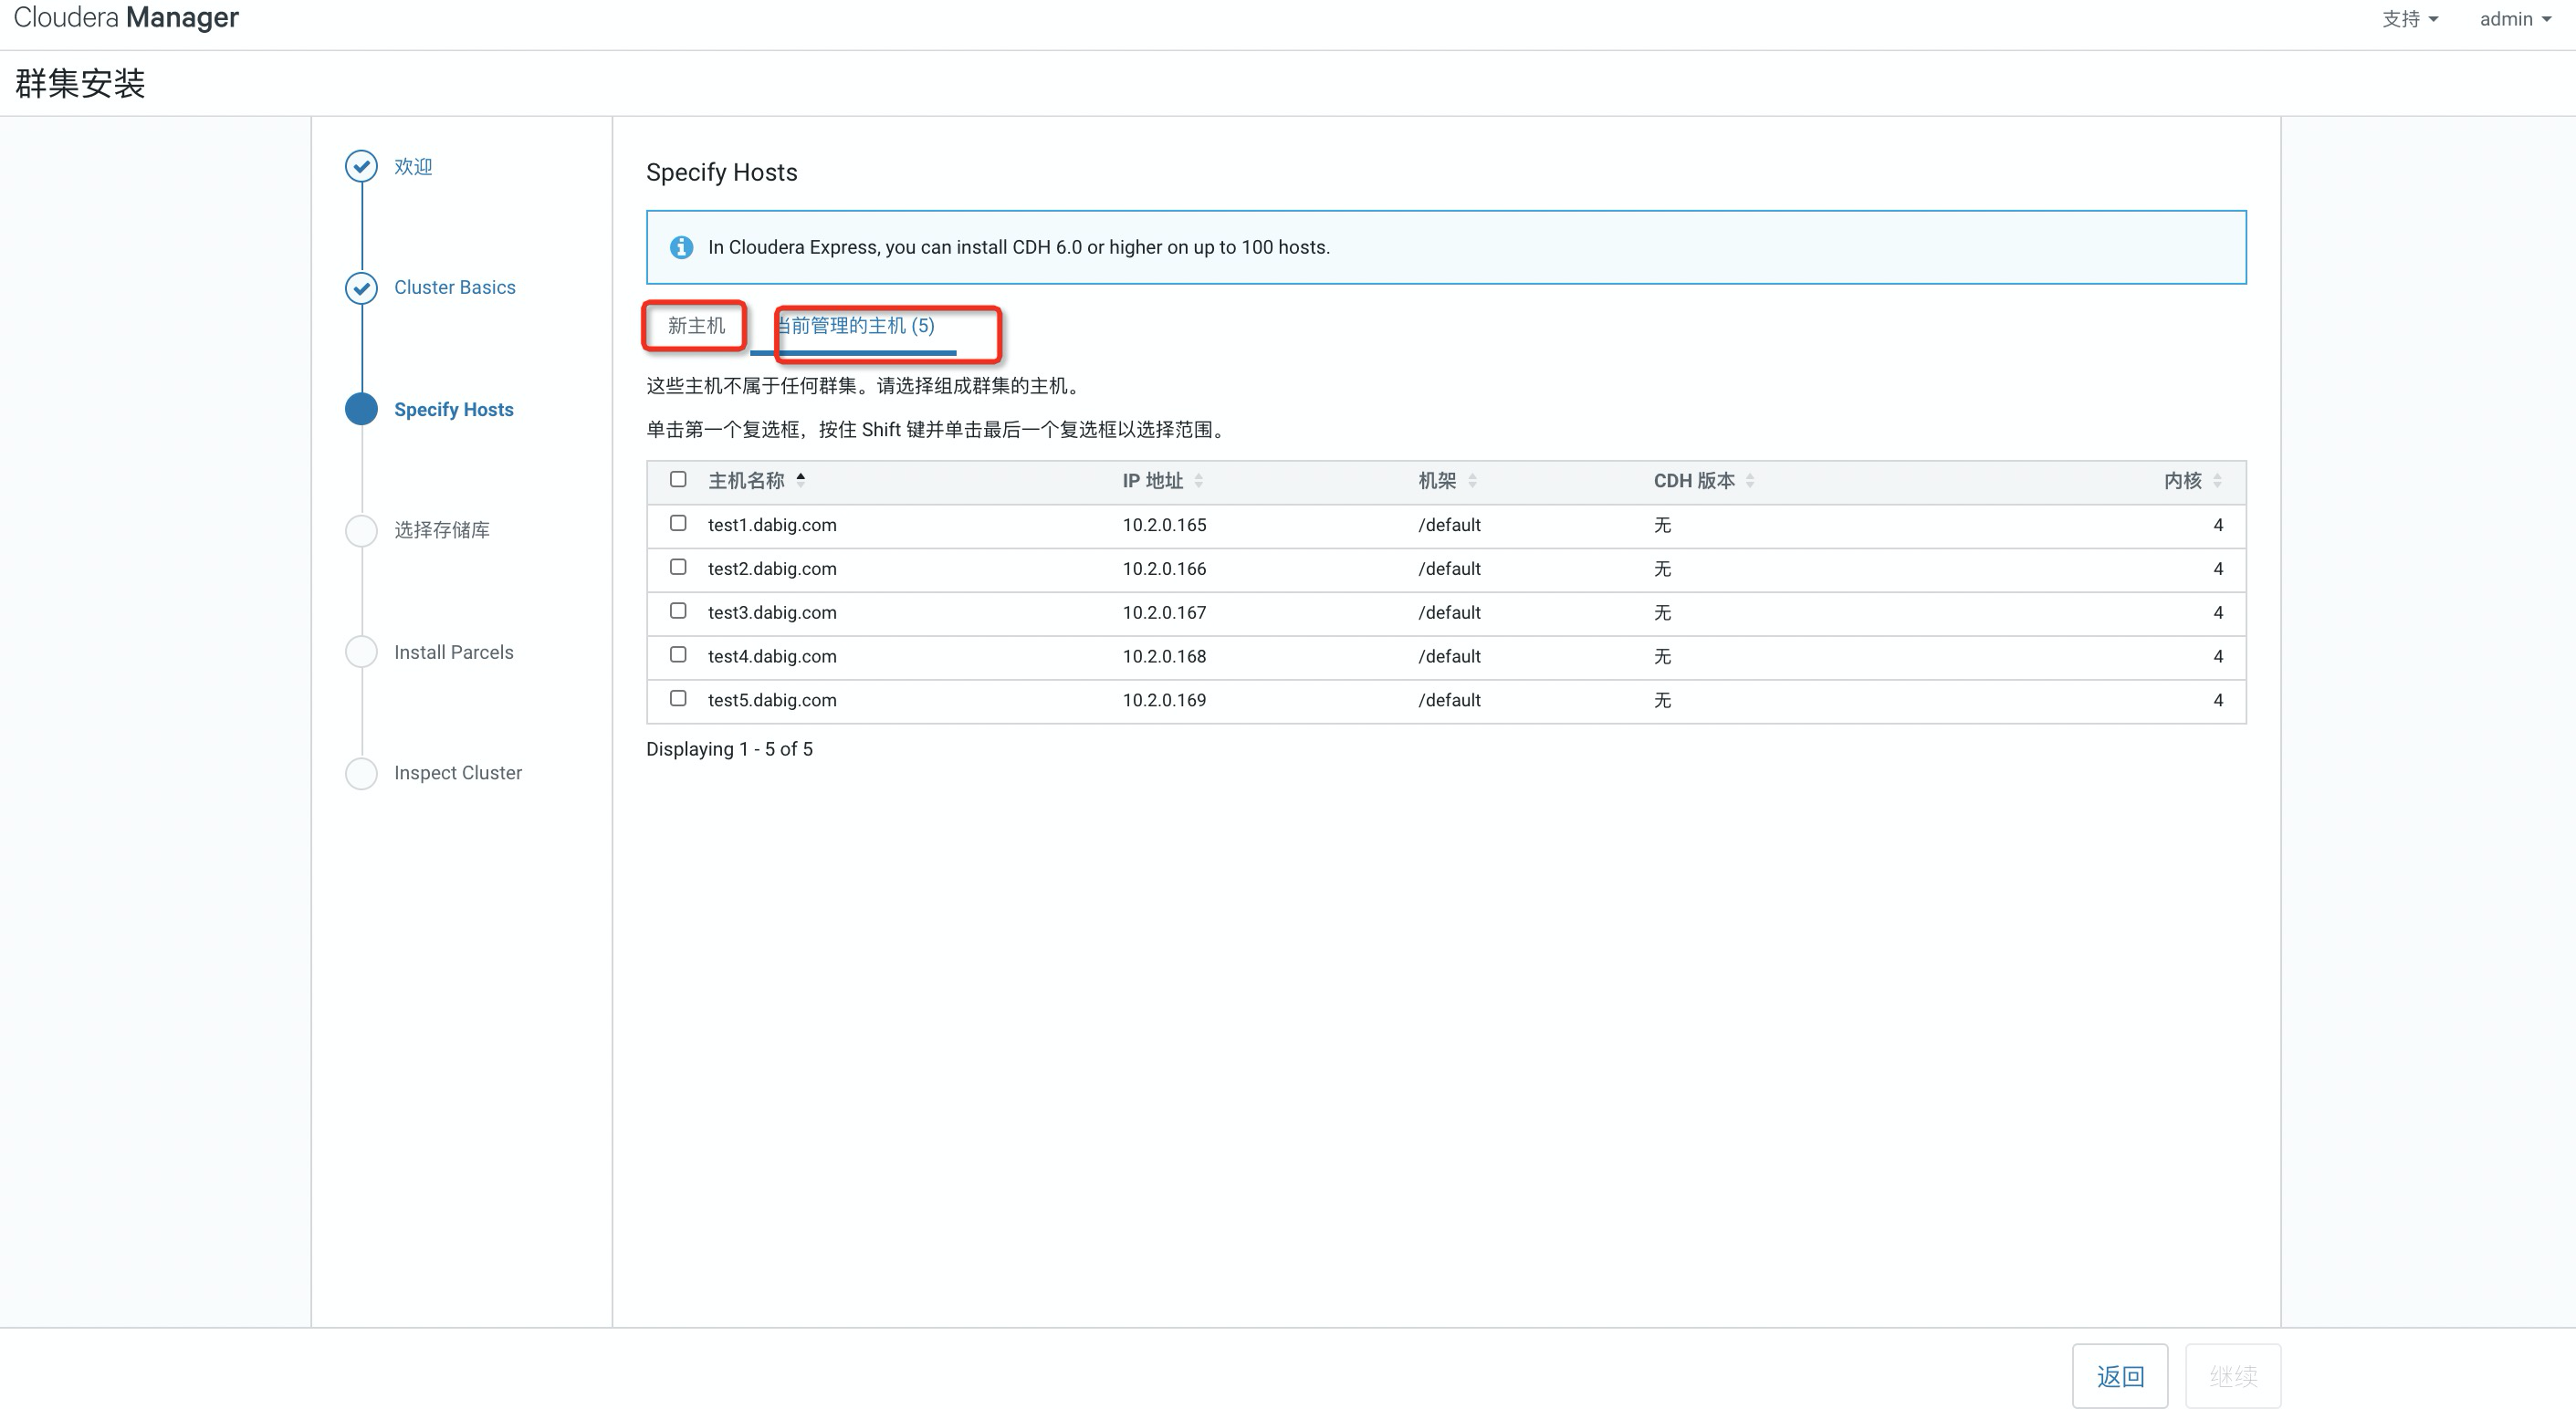 Cloudera Manager
支持
admin
群集安装
欢迎
Cluster Basics
Specify Hosts
选择存储库
Install Parcels
Inspect Cluster
Specify Hosts
In Cloudera Express, you can install CDH 6.0 or higher on up to 100 hosts.
新主机 当前管理的主机 (5)
这些主机不属于任何群集。请选择组成群集的主机。
单击第一个复选框，按住 Shift 键并单击最后一个复选框以选择范围。
主机名称 IP 地址 机架 CDH 版本 内核
test1.dabig.com 10.2.0.165 /default 无 4
test2.dabig.com 10.2.0.166 /default 无 4
test3.dabig.com 10.2.0.167 /default 无 4
test4.dabig.com 10.2.0.168 /default 无 4
test5.dabig.com 10.2.0.169 /default 无 4
Displaying 1 - 5 of 5
返回 继续